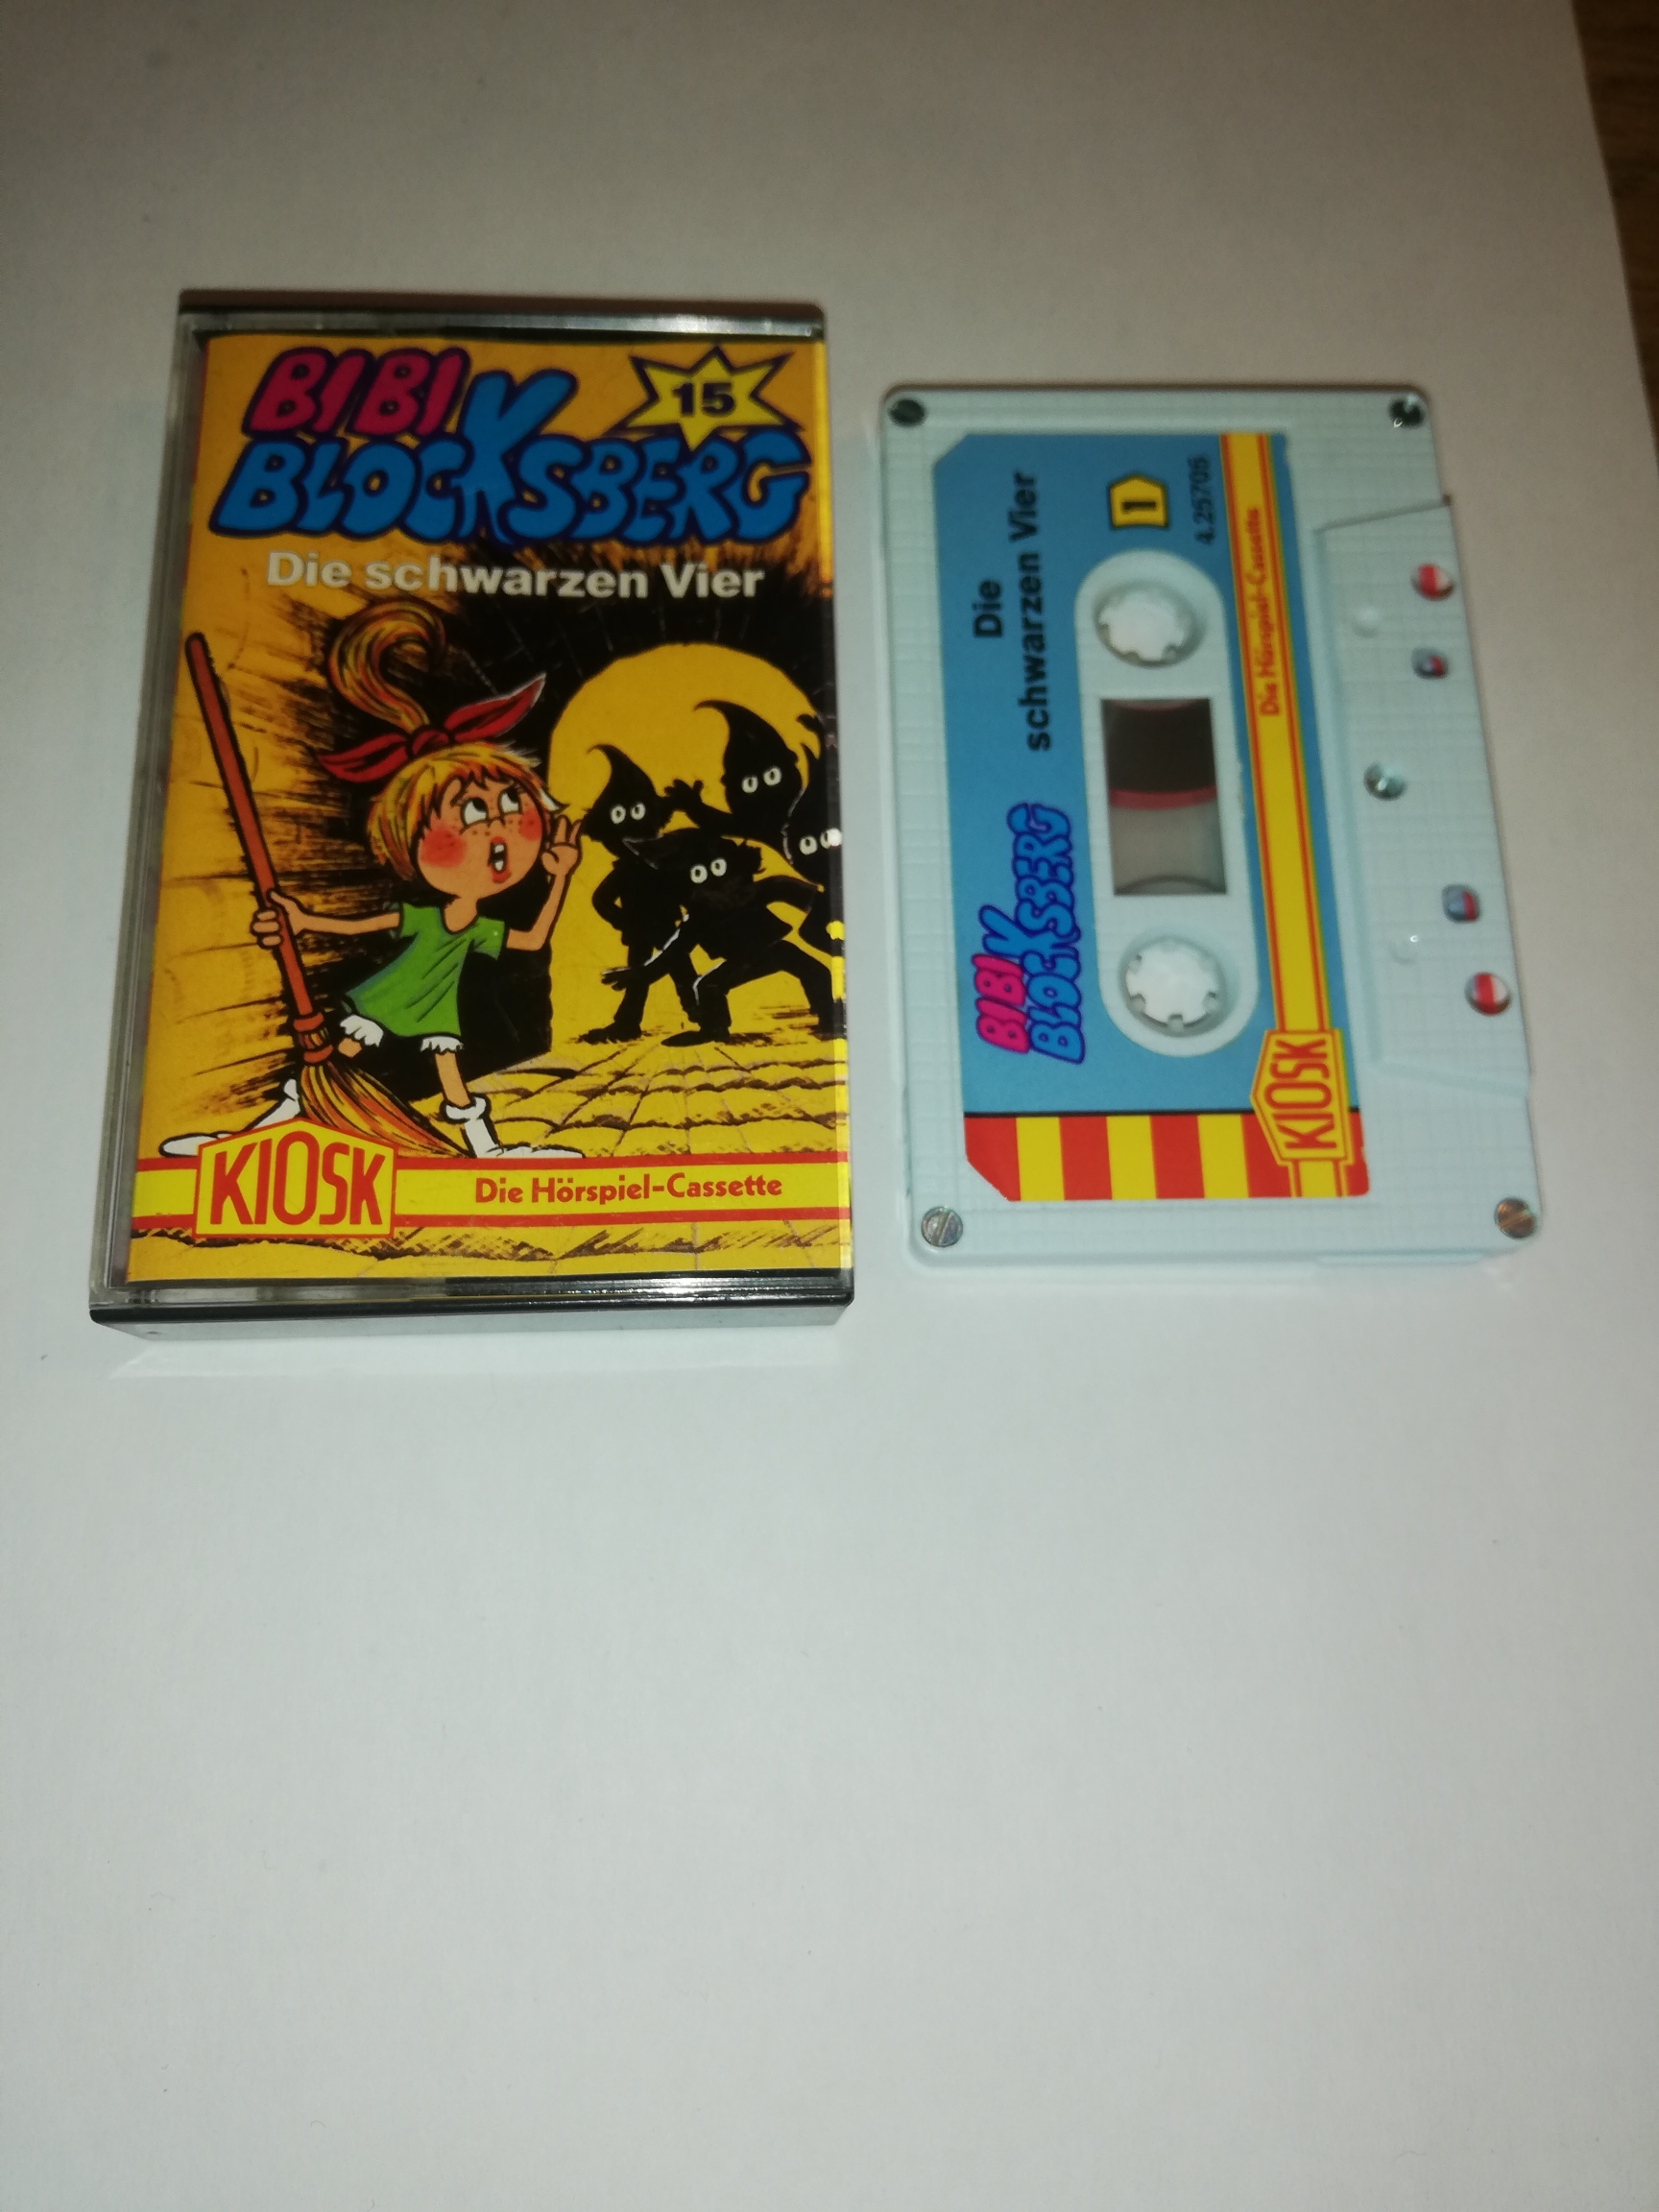 BIBI
BLOCKSBERG
15
Die schwarzen Vier
KIOSK
Die Hörspiel-Cassette
BIBI
BLOCKSBERG
Die
schwarzen Vier
1
4.25705
Die Hörspiel-Cassette
KIOSK